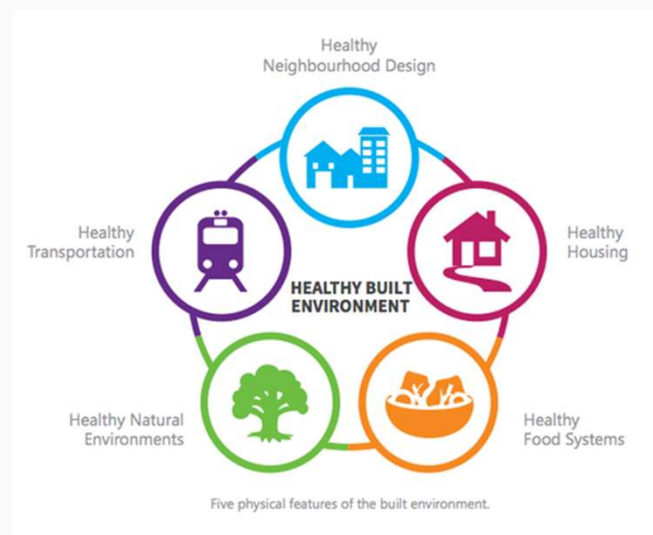 Healthy
Neighbourhood Design
Healthy
Transportation
Healthy
Housing
HEALTHY BUILT
ENVIRONMENT
Healthy Natural
Environments
Healthy
Food Systems
Five physical features of the built environment.